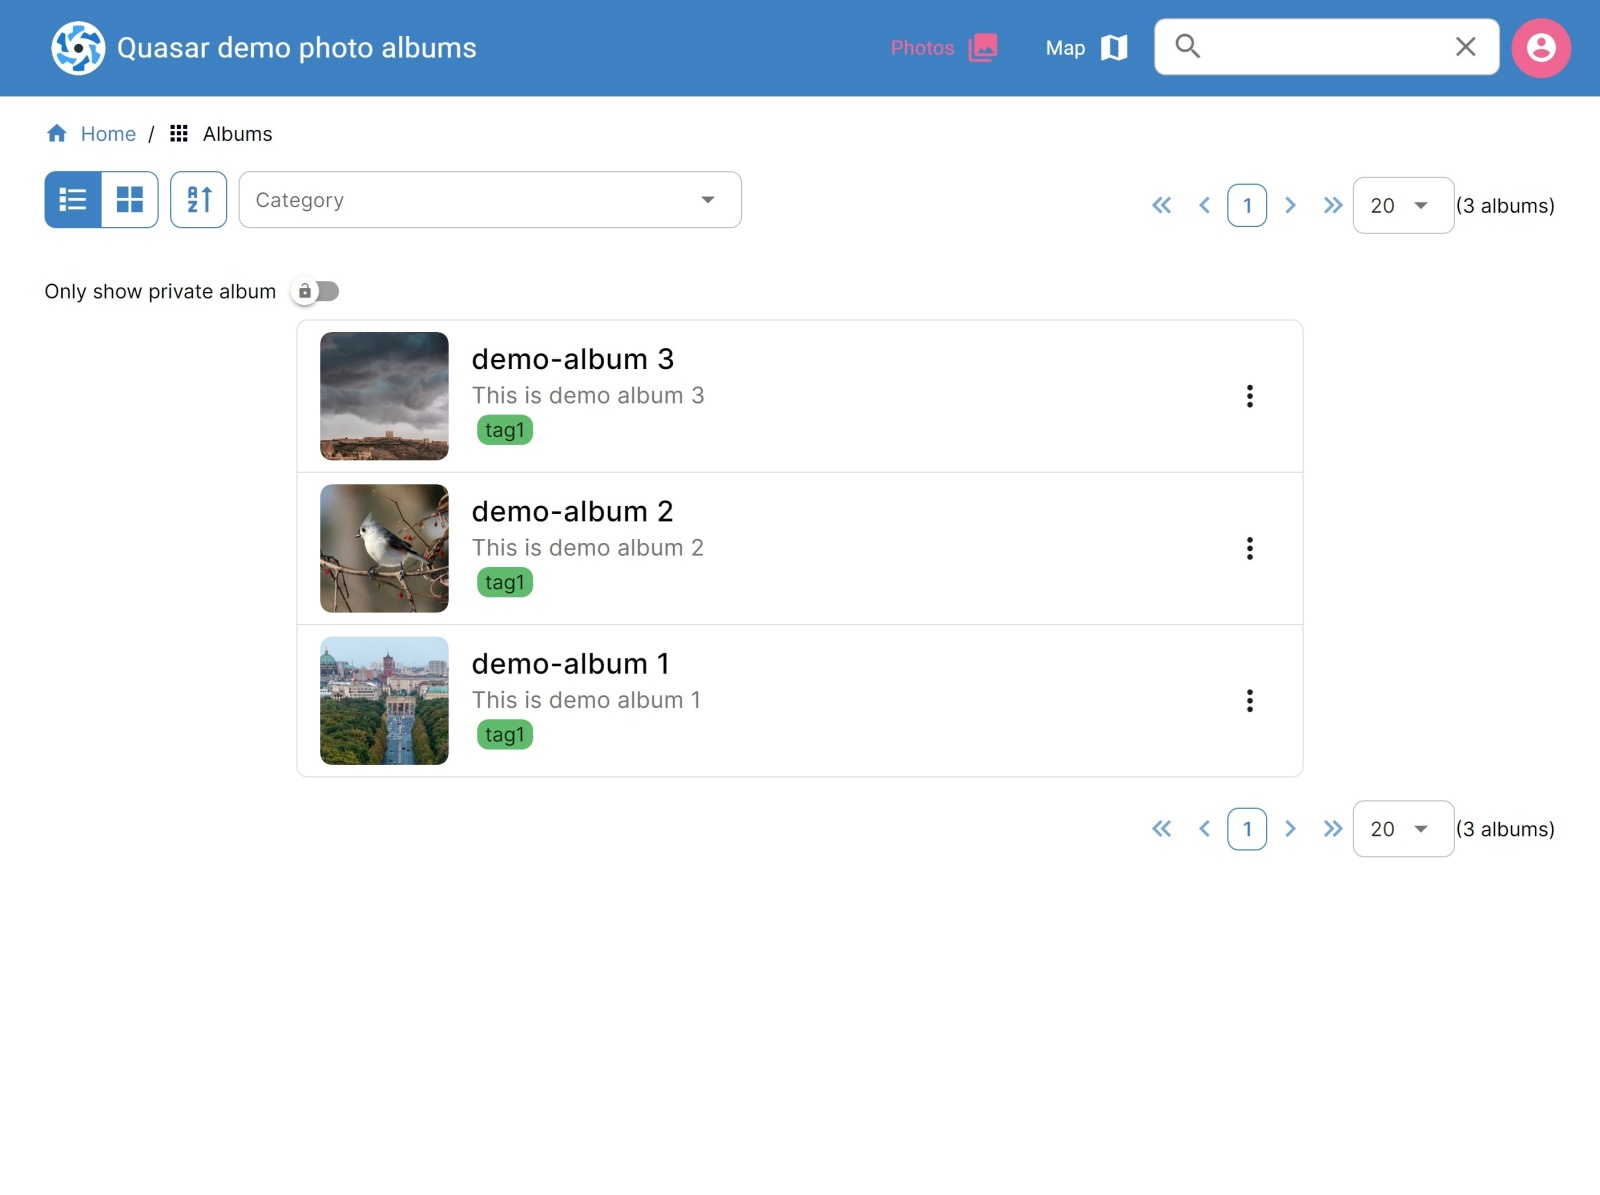 Quasar demo photo albums
Photos
Map
Home / Albums
A
Z
Category
1
20
(3 albums)
Only show private album
demo-album 3
This is demo album 3
tag1
demo-album 2
This is demo album 2
tag1
demo-album 1
This is demo album 1
tag1
1
20
(3 albums)